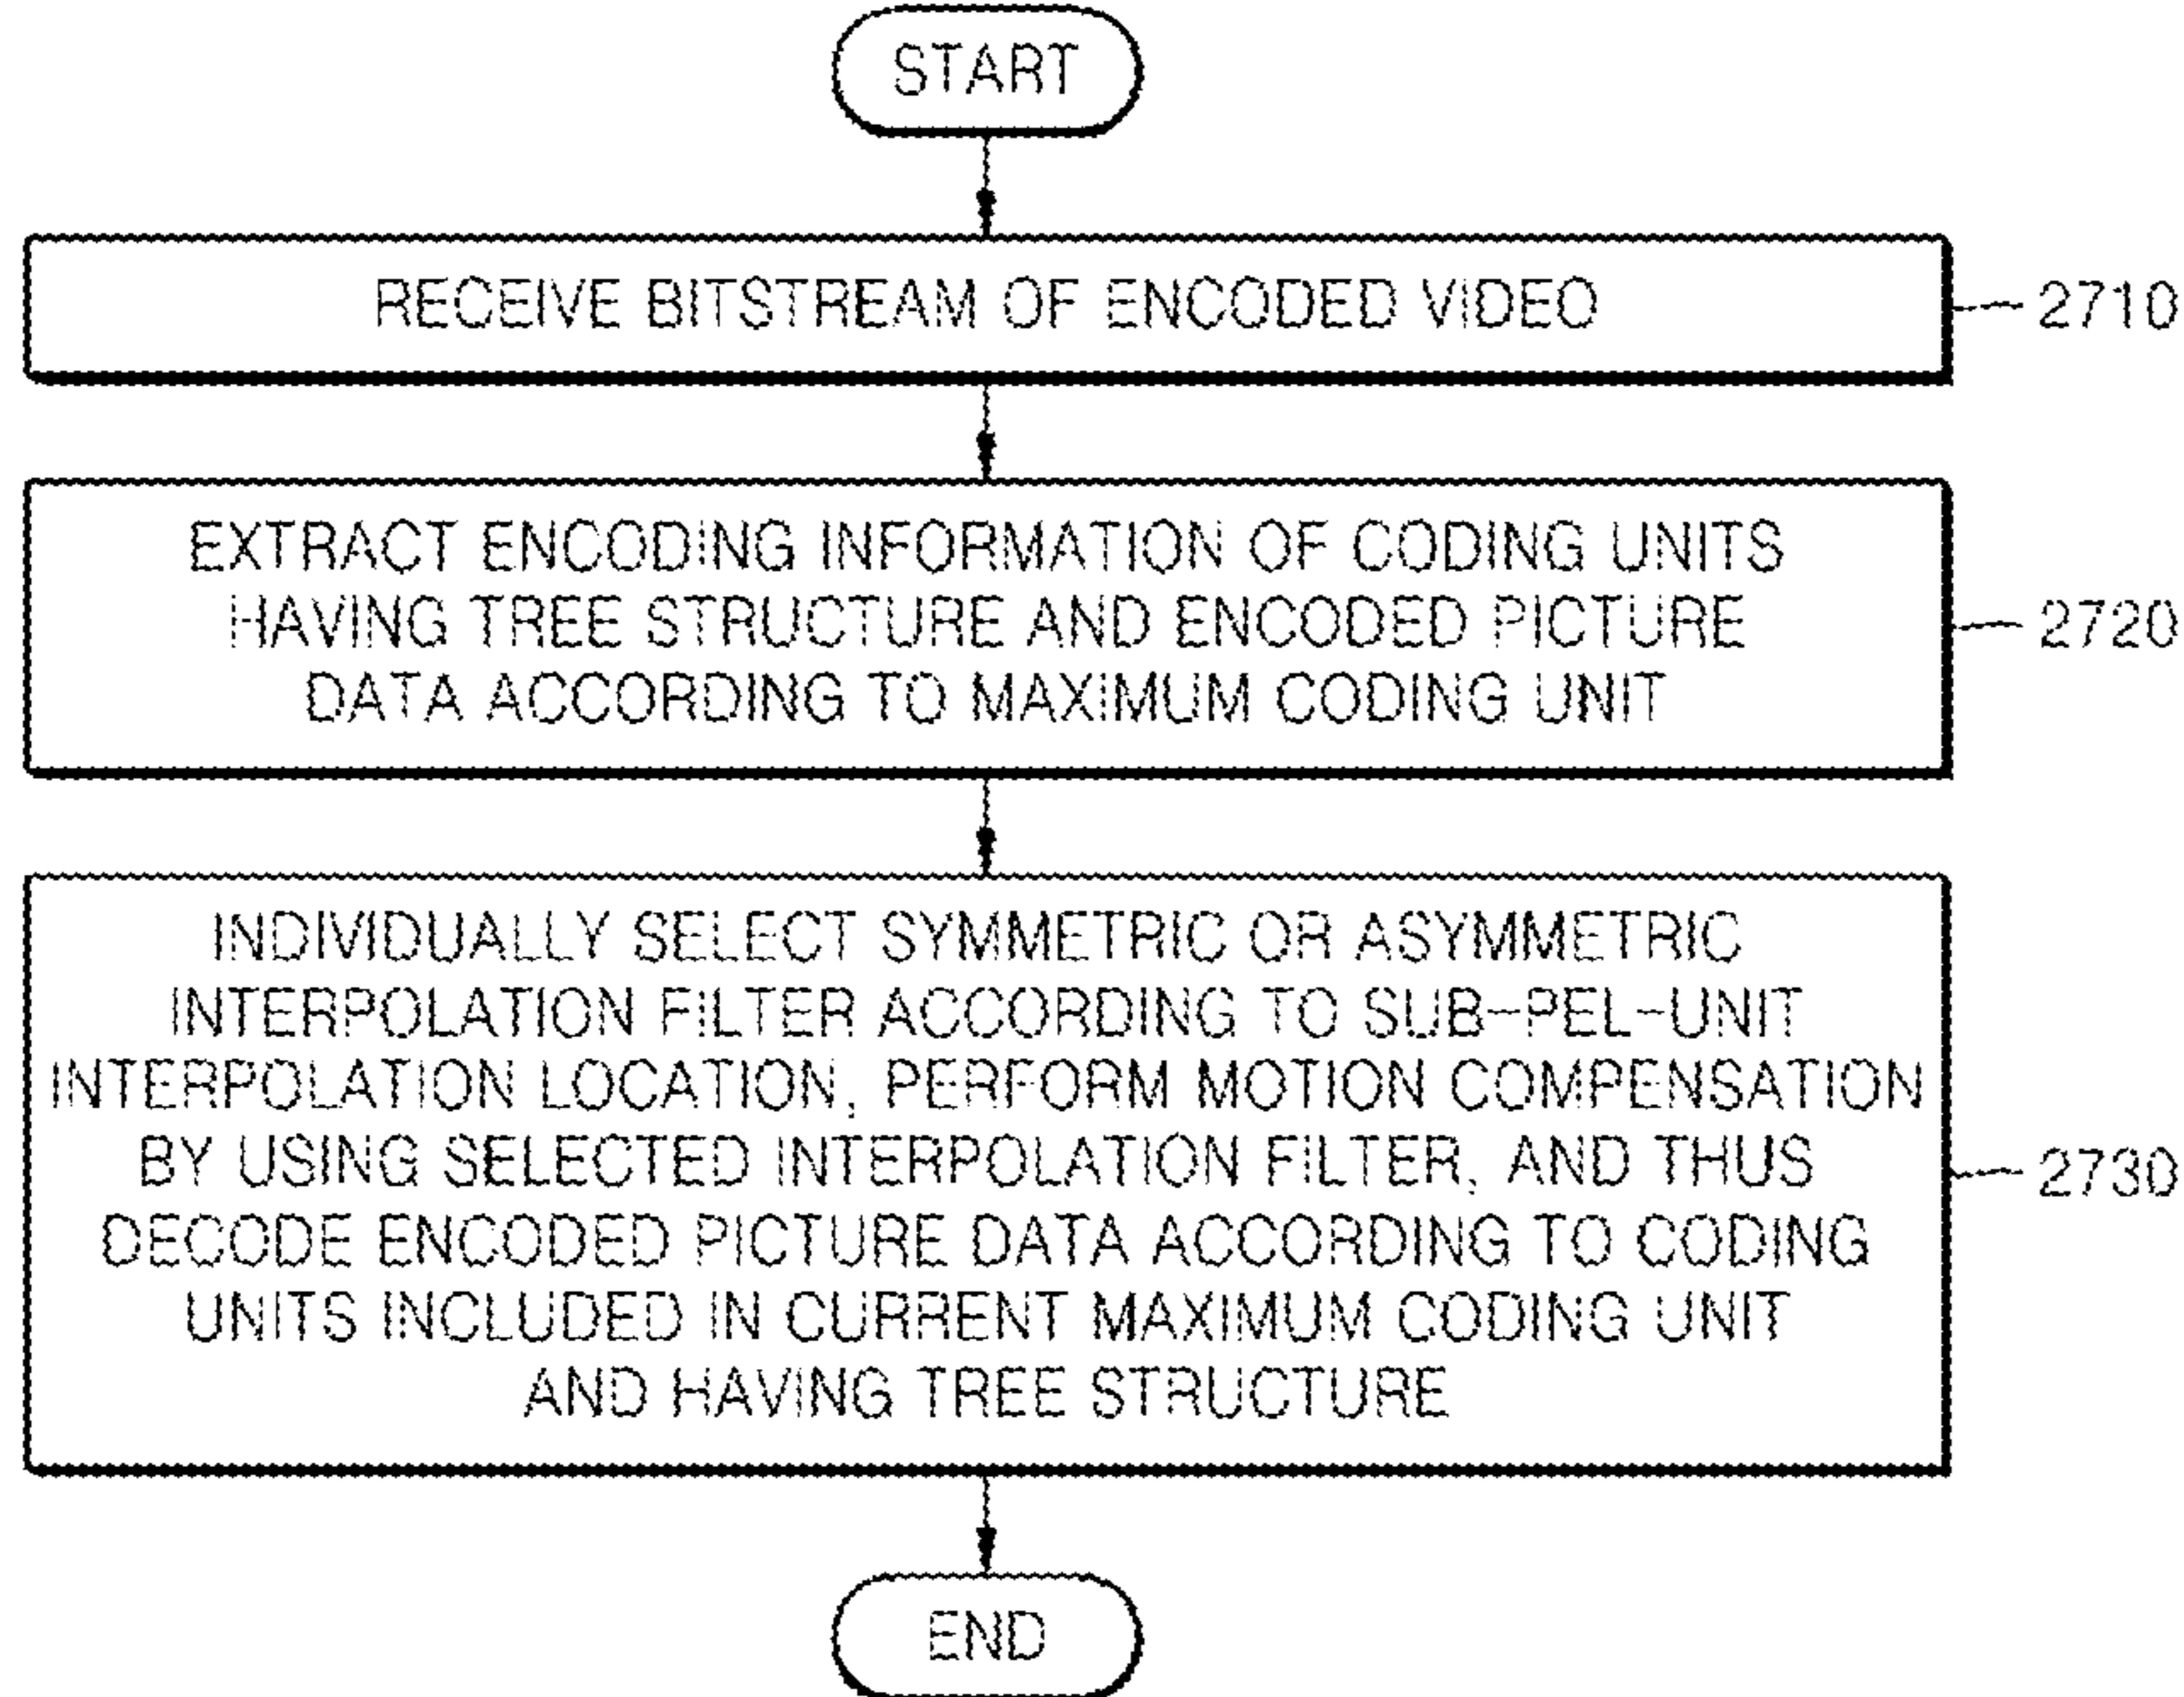 START
RECEIVE BITSTREAM OF ENCODED VIDEO
2710
EXTRACT ENCODING INFORMATION OF CODING UNITS
HAVING TREE STRUCTURE AND ENCODED PICTURE
DATA ACCORDING TO MAXIMUM CODING UNIT
2720
INDIVIDUALLY SELECT SYMMETRIC OR ASYMMETRIC
INTERPOLATION FILTER ACCORDING TO SUB-PEL-UNIT
INTERPOLATION LOCATION, PERFORM MOTION COMPENSATION
BY USING SELECTED INTERPOLATION FILTER, AND THUS
DECODE ENCODED PICTURE DATA ACCORDING TO CODING
UNITS INCLUDED IN CURRENT MAXIMUM CODING UNIT
AND HAVING TREE STRUCTURE
2730
END